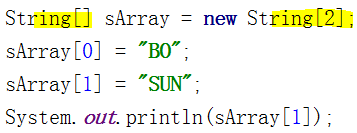 String[] sArray = new String[2];
sArray[0] = "BO";
sArray[1] = "SUN";
System.out.println(sArray[1]);